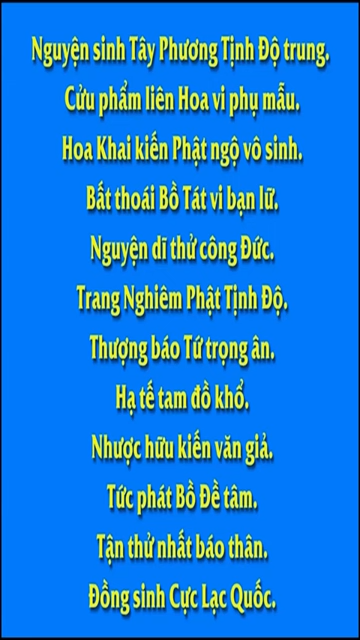 Nguyện sinh Tây Phương Tịnh Độ trung.
Cửu phẩm liên Hoa vi phụ mẫu.
Hoa Khai kiến Phật ngộ vô sinh.
Bất thoái Bồ Tát vi bạn lữ.
Nguyện dĩ thử công Đức.
Trang Nghiêm Phật Tịnh Độ.
Thượng báo Tứ trọng ân.
Hạ tế tam đồ khổ.
Nhược hữu kiến văn giả.
Tức phát Bồ Đề tâm.
Tận thử nhất báo thân.
Đồng sinh Cực Lạc Quốc.